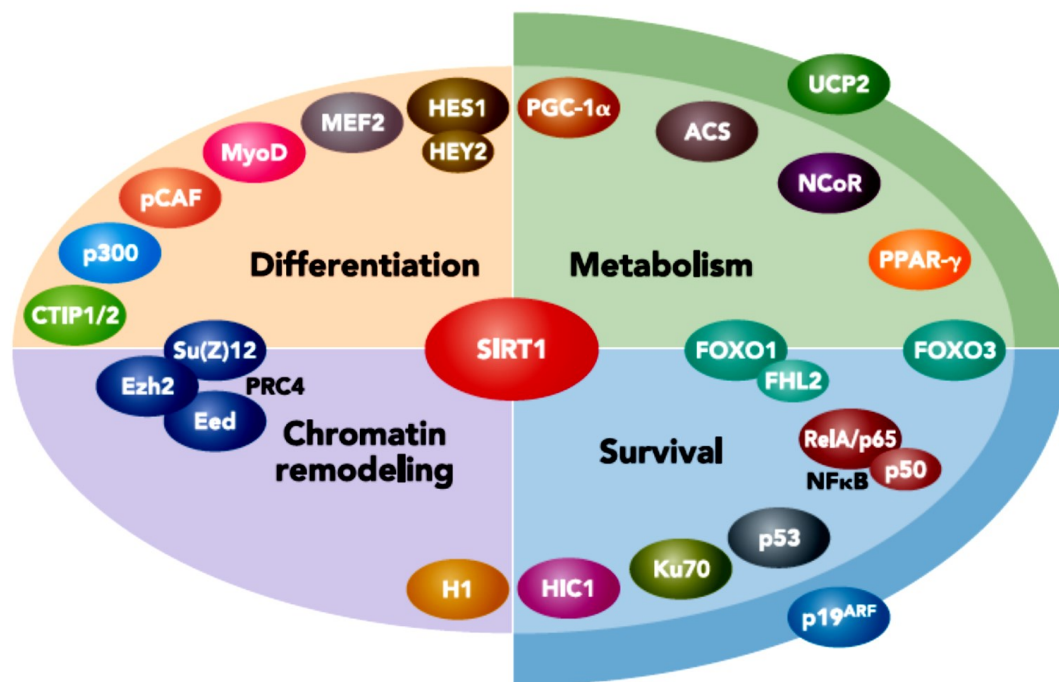 UCP2
HES1
PGC-1α
MEF2
ACS
HEY2
MyoD
NCoR
pCAF
p300
Differentiation
Metabolism
PPAR-γ
CTIP1/2
SIRT1
Su(Z)12
FOXO1
FOXO3
Ezh2
PRC4
FHL2
Eed
Chromatin
remodeling
Survival
RelA/p65
p50
NFκB
p53
Ku70
H1
HIC1
p19ARF